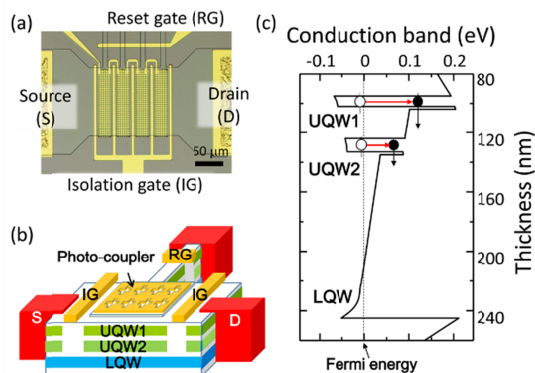 (a)
Reset gate (RG)
Source
(S)
Drain
(D)
50 μm
Isolation gate (IG)
(b)
Photo-coupler
RG
IG
IG
S
D
UQW1
UQW2
LQW
(c)
Conduction band (eV)
-0.1 0 0.1 0.2
80
120
160
200
240
Thickness (nm)
UQW1
UQW2
LQW
Fermi energy